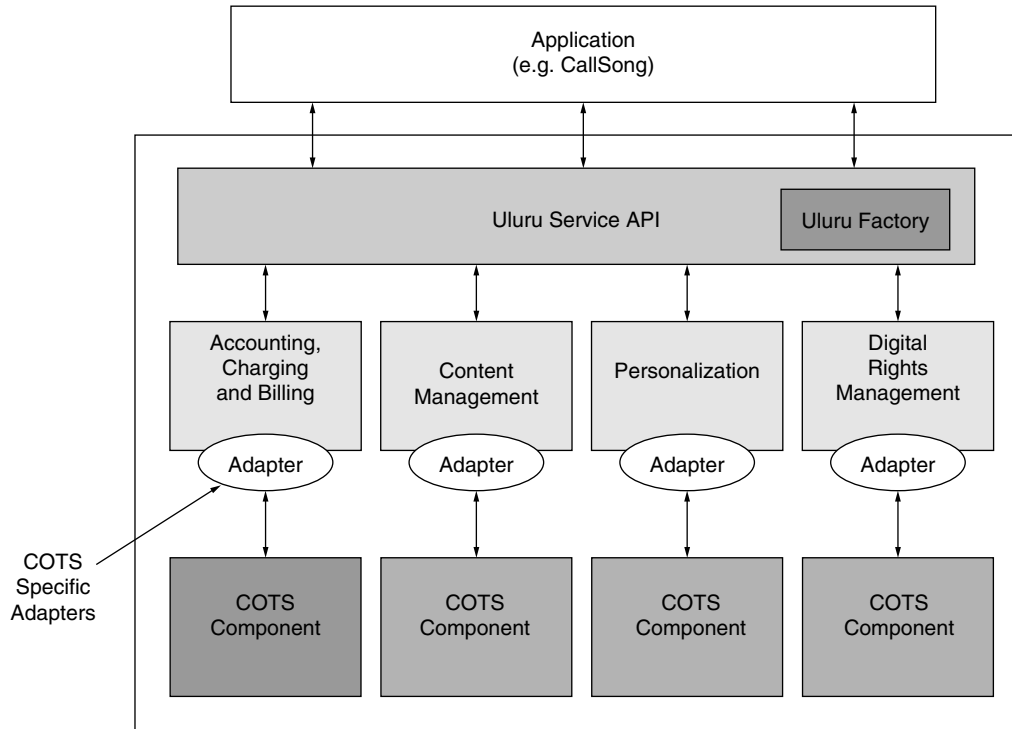 Application
(e.g. CallSong)
Uluru Service API
Uluru Factory
Accounting,
Charging
and Billing
Content
Management
Personalization
Digital
Rights
Management
Adapter
Adapter
Adapter
Adapter
COTS
Specific
Adapters
COTS
Component
COTS
Component
COTS
Component
COTS
Component